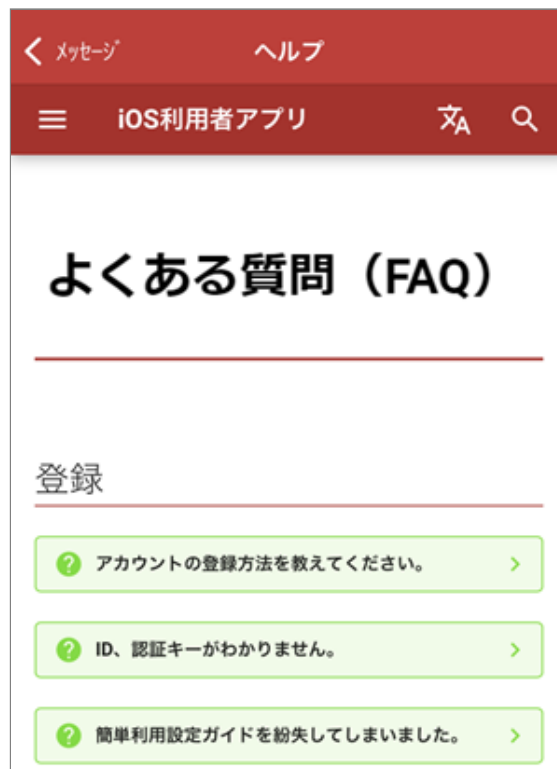 メッセージ
ヘルプ
iOS利用者アプリ
よくある質問（FAQ）
登録
アカウントの登録方法を教えてください。
ID、認証キーがわかりません。
簡単利用設定ガイドを紛失してしまいました。